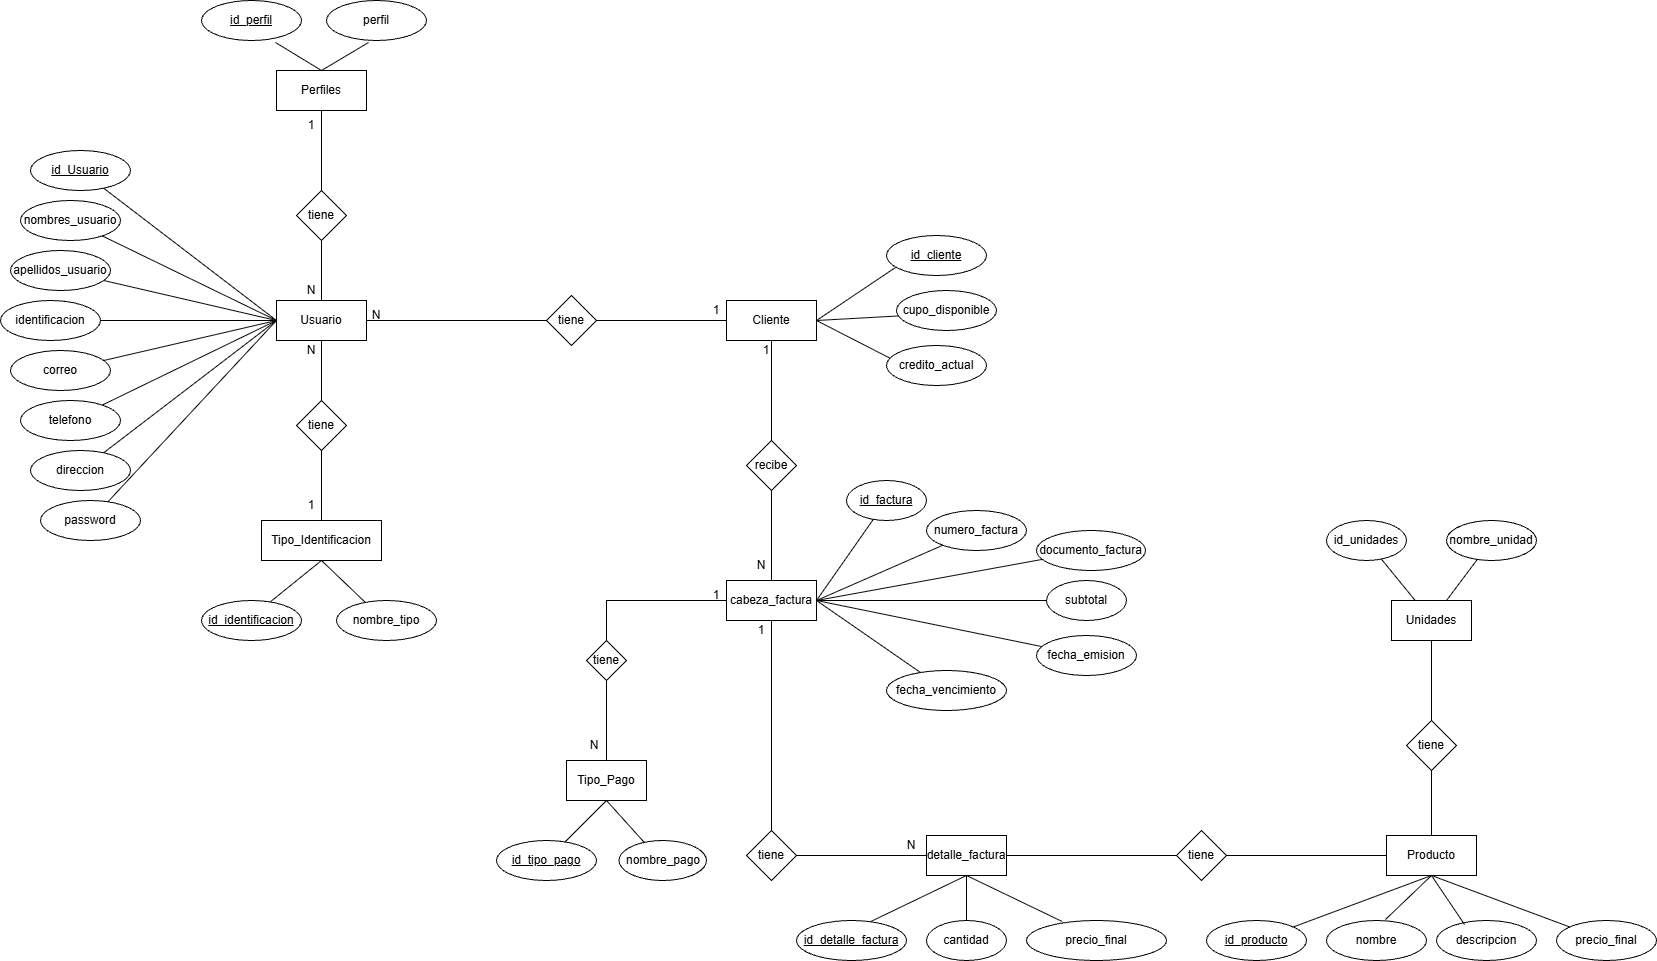 id_perfil
perfil
Perfiles
1
id_Usuario
nombres_usuario
apellidos_usuario
identificacion
correo
telefono
direccion
password
tiene
N
Usuario
N
N
tiene
1
Cliente
id_cliente
cupo_disponible
credito_actual
1
tiene
1
Tipo_Identificacion
id_identificacion
nombre_tipo
recibe
N
cabeza_factura
1
1
id_factura
numero_factura
documento_factura
subtotal
fecha_emision
fecha_vencimiento
tiene
N
Tipo_Pago
id_tipo_pago
nombre_pago
id_unidades
nombre_unidad
Unidades
tiene
tiene
N
detalle_factura
tiene
Producto
id_detalle_factura
cantidad
precio_final
id_producto
nombre
descripcion
precio_final